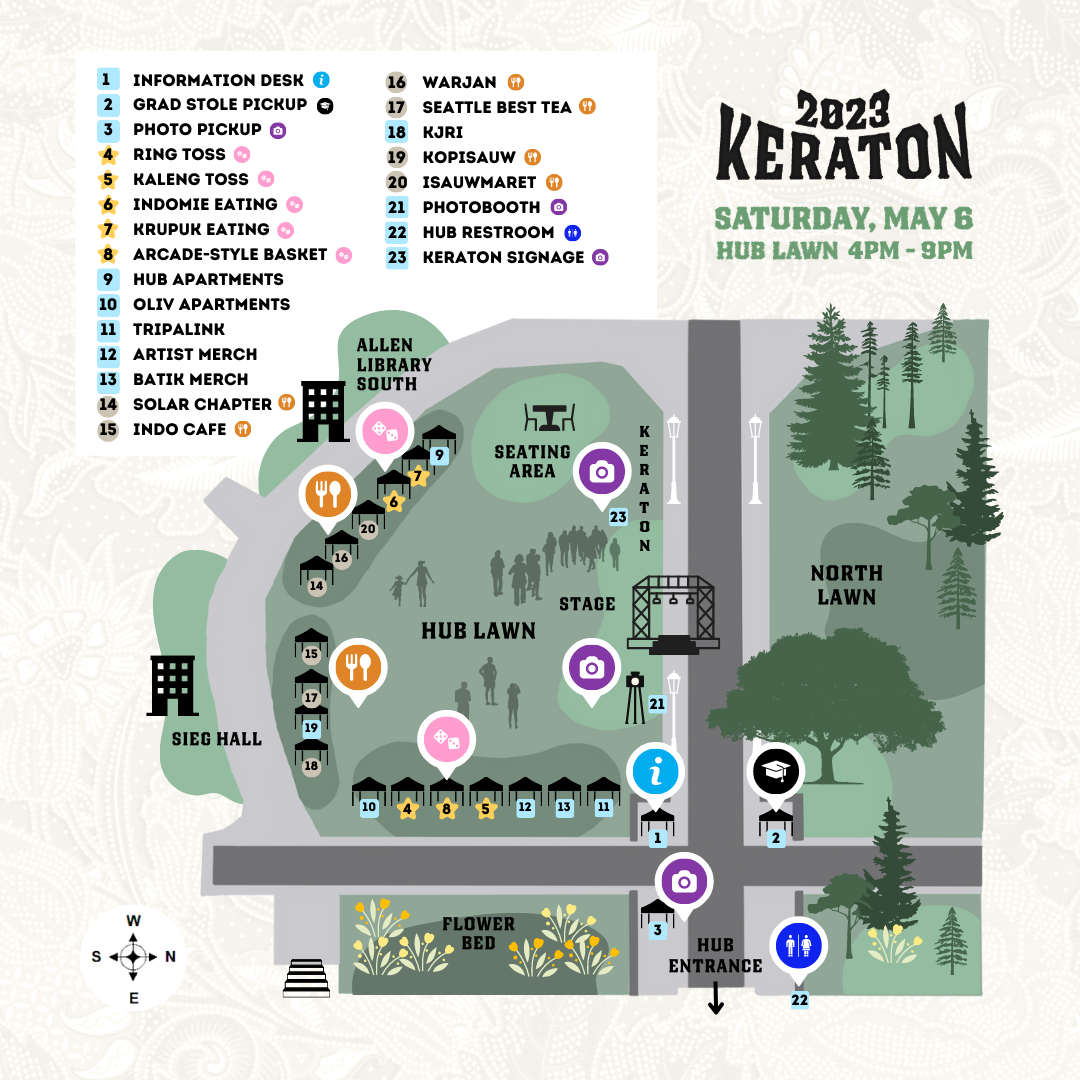 1 INFORMATION DESK
2 GRAD STOLE PICKUP
3 PHOTO PICKUP
4 RING TOSS
5 KALENG TOSS
6 INDOMIE EATING
7 KRUPUK EATING
8 ARCADE-STYLE BASKET
9 HUB APARTMENTS
10 OLIV APARTMENTS
11 TRIPALINK
12 ARTIST MERCH
13 BATIK MERCH
14 SOLAR CHAPTER
15 INDO CAFE
16 WARJAN
17 SEATTLE BEST TEA
18 KJRI
19 KOPISAUW
20 ISAUWMARET
21 PHOTOBOOTH
22 HUB RESTROOM
23 KERATON SIGNAGE
2023
KERATON
SATURDAY, MAY 6
HUB LAWN 4PM - 9PM
ALLEN
LIBRARY
SOUTH
9
7
6
20
16
14
SEATING
AREA
23
KERATON
STAGE
HUB LAWN
NORTH
LAWN
15
17
19
18
SIEG HALL
21
10
4
8
5
12
13
11
i
1
2
FLOWER
BED
3
HUB
ENTRANCE
22
W
S
N
E